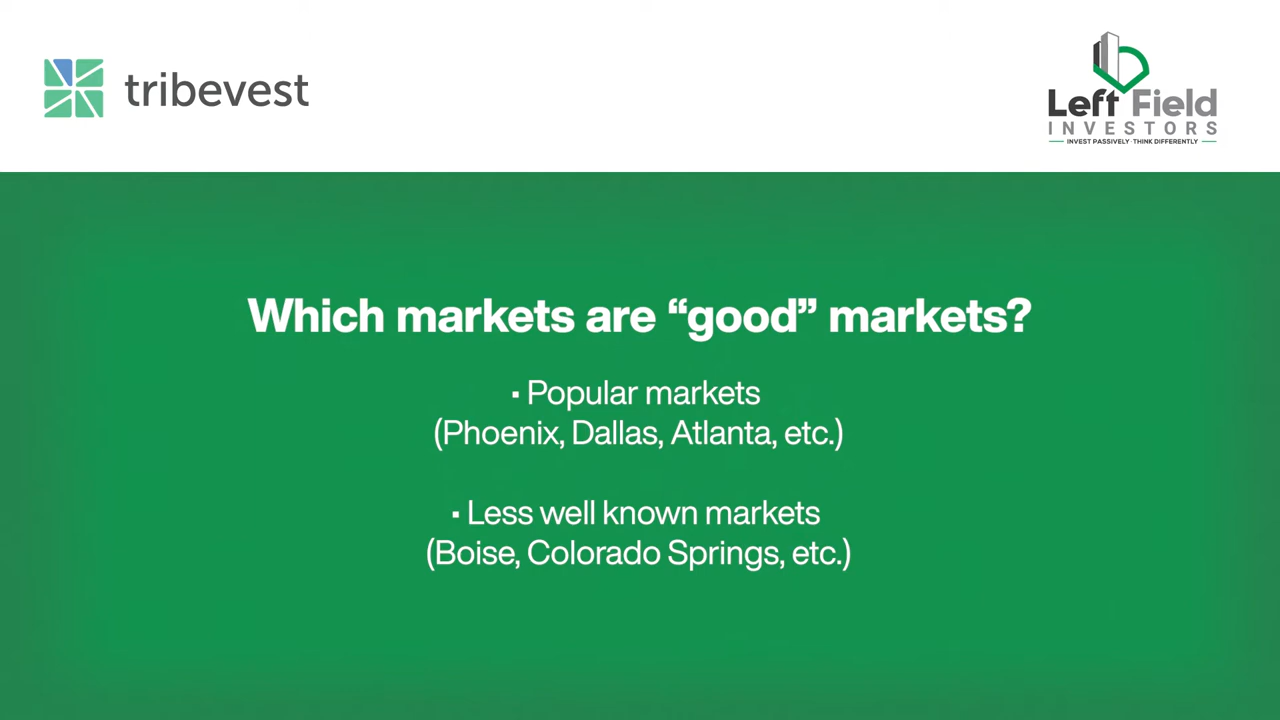 tribevest
Left Field
INVESTORS
INVEST PASSIVELY · THINK DIFFERENTLY
Which markets are “good” markets?
▪ Popular markets
(Phoenix, Dallas, Atlanta, etc.)
▪ Less well known markets
(Boise, Colorado Springs, etc.)